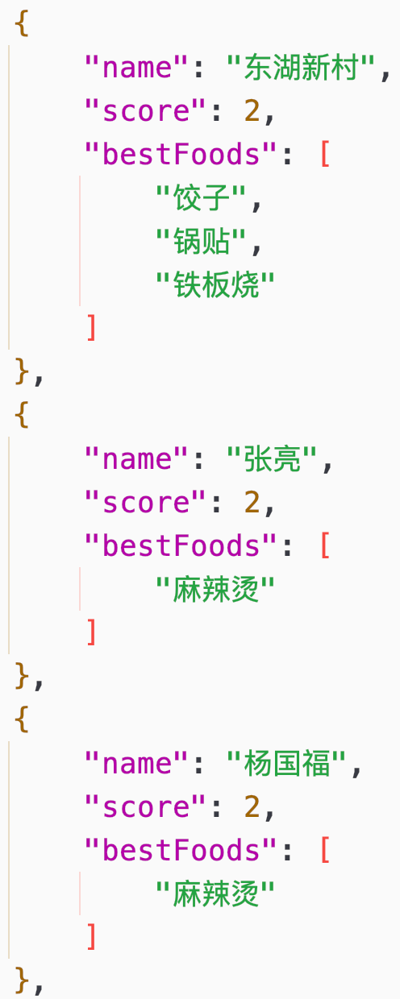 {
    "name": "东湖新村",
    "score": 2,
    "bestFoods": [
        "饺子",
        "锅贴",
        "铁板烧"
    ]
},
{
    "name": "张亮",
    "score": 2,
    "bestFoods": [
        "麻辣烫"
    ]
},
{
    "name": "杨国福",
    "score": 2,
    "bestFoods": [
        "麻辣烫"
    ]
},